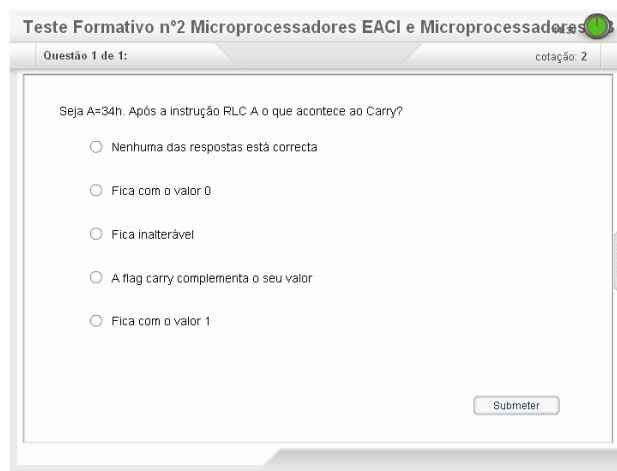 Teste Formativo nº2 Microprocessadores EACI e Microprocessadores
Questão 1 de 1:
cotação: 2
Seja A=34h. Após a instrução RLC A o que acontece ao Carry?
Nenhuma das respostas está correcta
Fica com o valor 0
Fica inalterável
A flag carry complementa o seu valor
Fica com o valor 1
Submeter